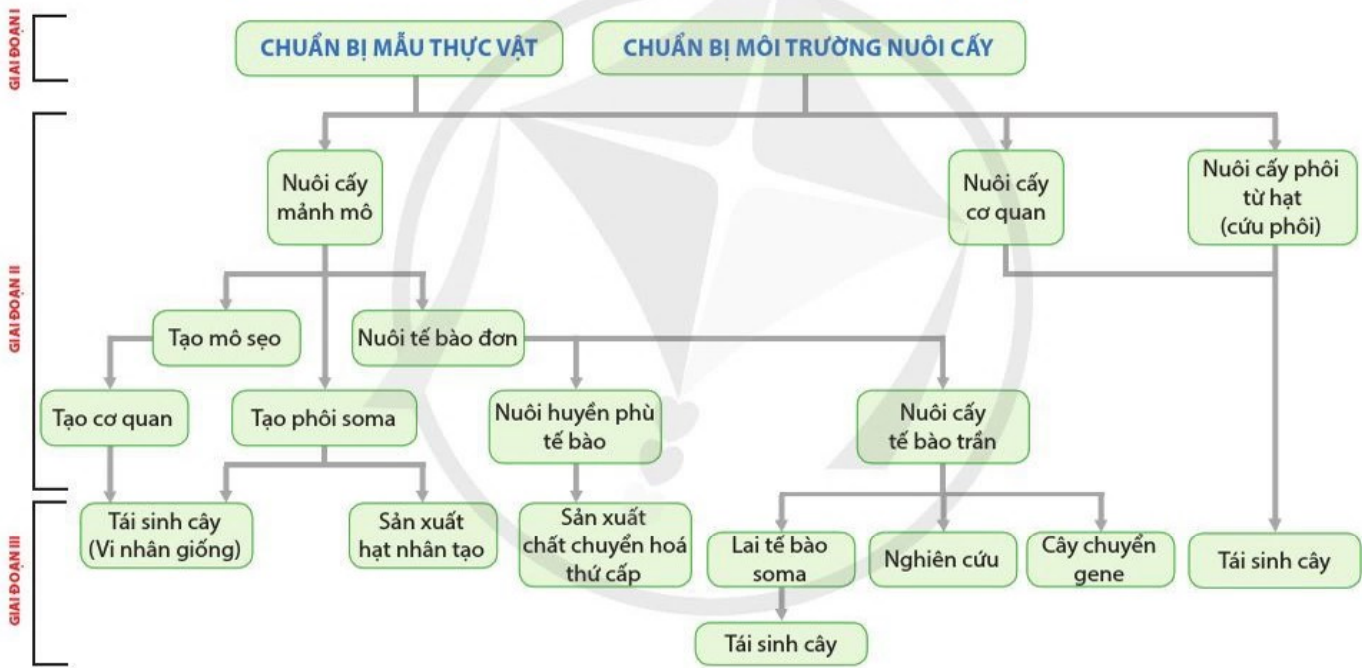 GIAI ĐOẠN I
CHUẨN BỊ MẪU THỰC VẬT
CHUẨN BỊ MÔI TRƯỜNG NUÔI CẤY
GIAI ĐOẠN II
Nuôi cấy
mảnh mô
Nuôi cấy
cơ quan
Nuôi cấy phôi
từ hạt
(cứu phôi)
Tạo mô sẹo
Nuôi tế bào đơn
Tạo cơ quan
Tạo phôi soma
Nuôi huyền phù
tế bào
Nuôi cấy
tế bào trần
GIAI ĐOẠN III
Tái sinh cây
(Vi nhân giống)
Sản xuất
hạt nhân tạo
Sản xuất
chất chuyển hoá
thứ cấp
Lai tế bào
soma
Nghiên cứu
Cây chuyển
gene
Tái sinh cây
Tái sinh cây